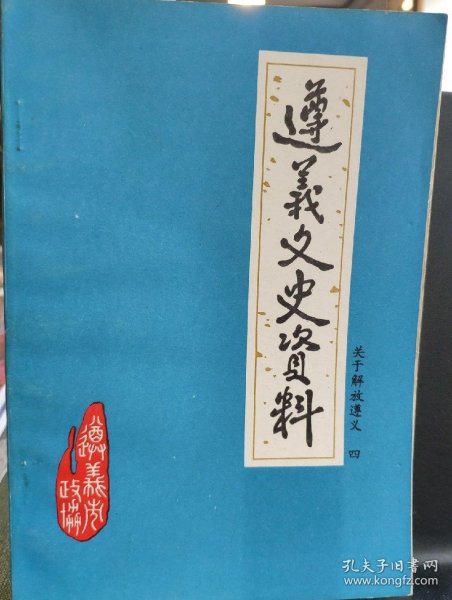 遵義文史資料
关于解放遵义 四
遵義市
政協
孔夫子旧书网
www.kongfz.com